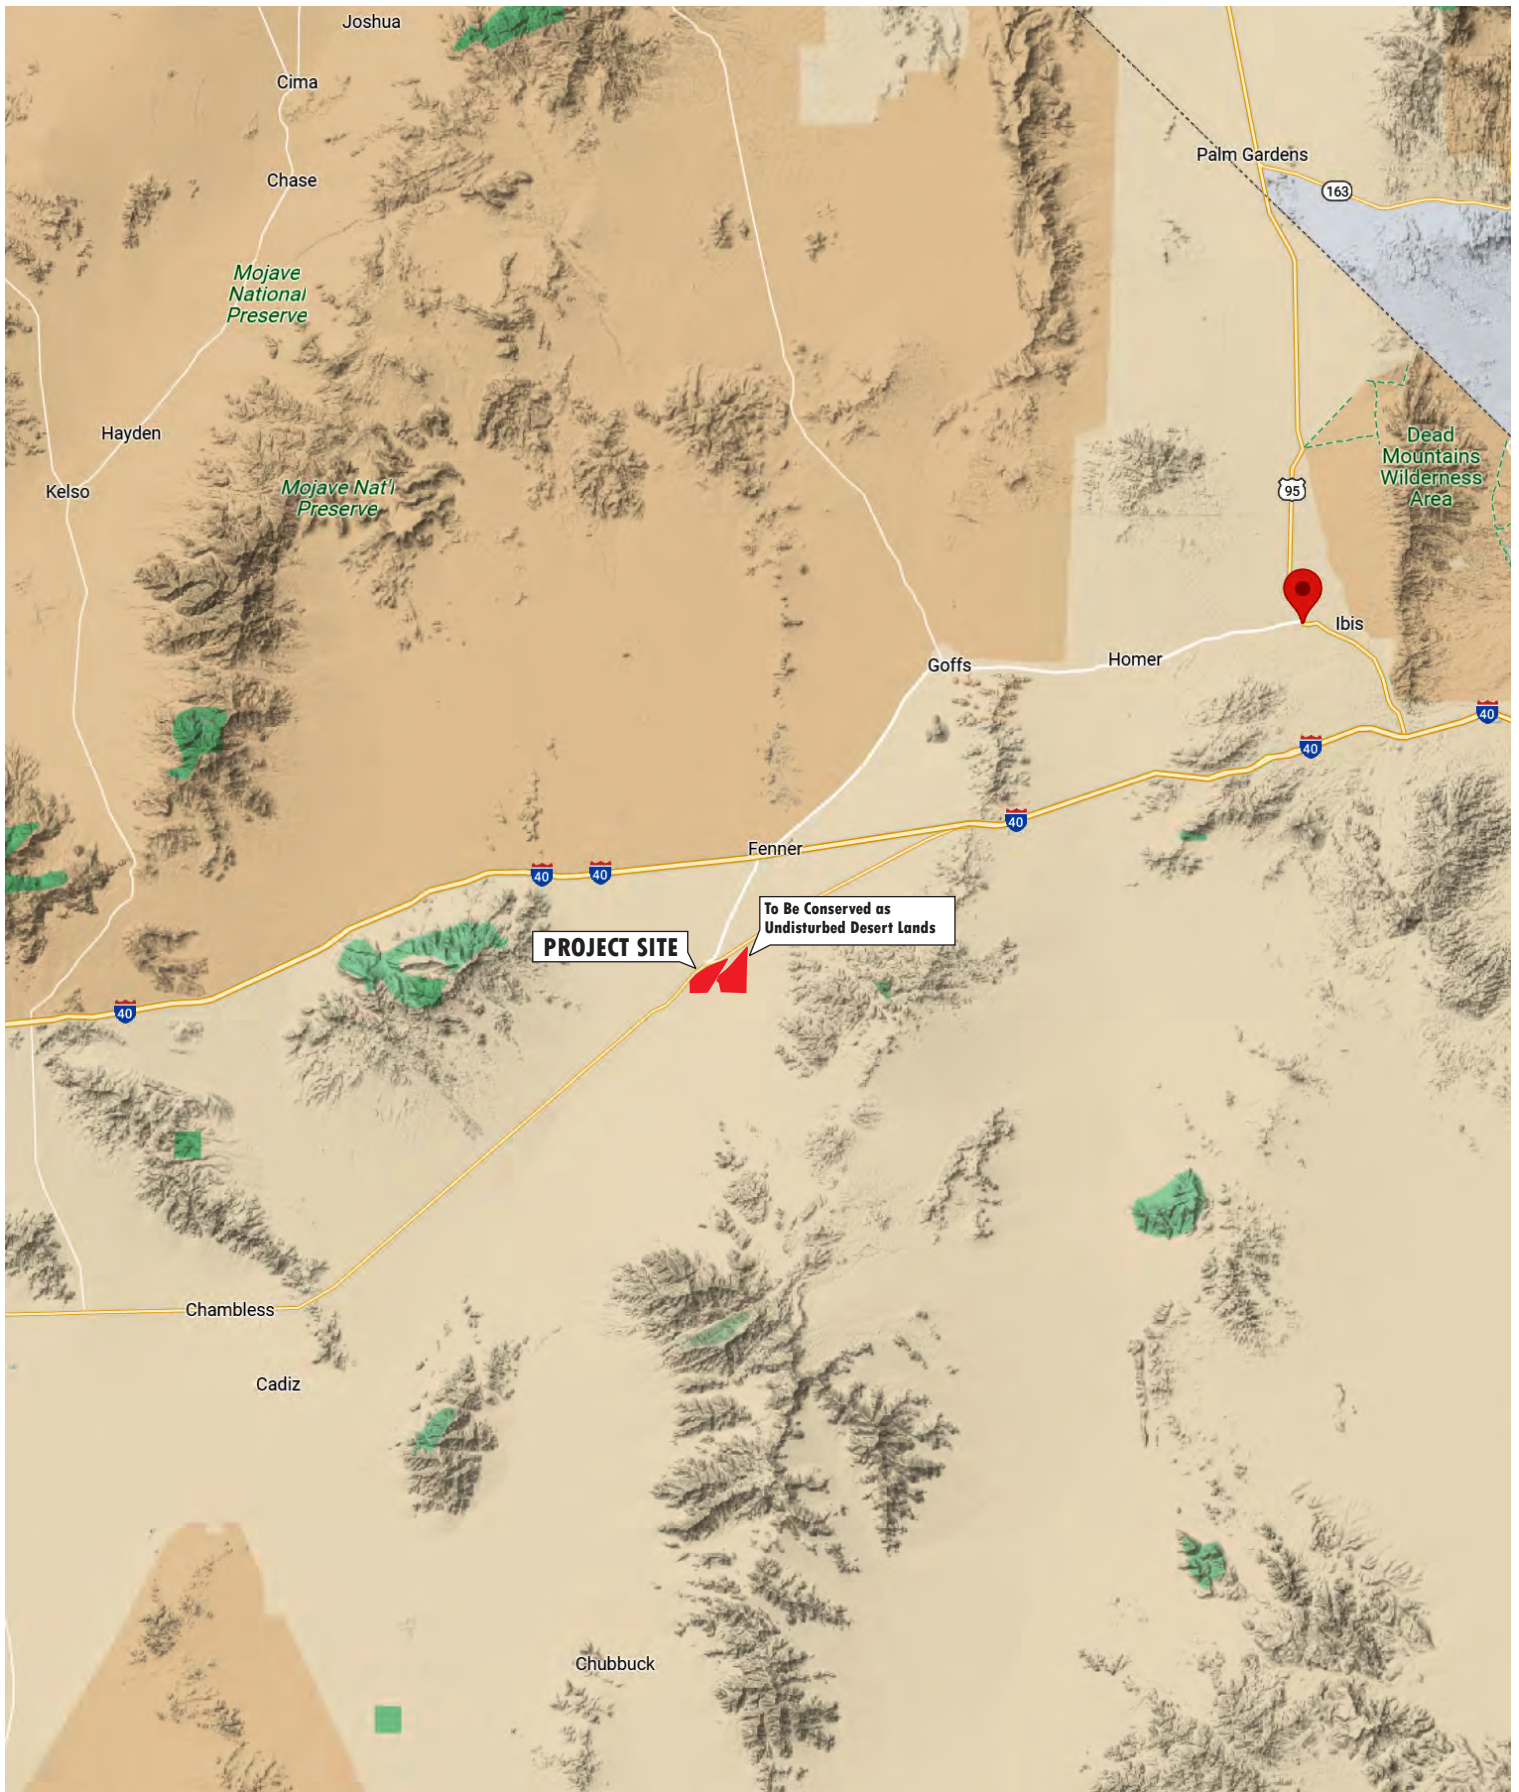 Joshua
Cima
Palm Gardens
Chase
163
Mojave
National
Preserve
Hayden
Dead
Mountains
Wilderness
Area
Kelso
Mojave Nat'l
Preserve
95
Ibis
Homer
Goffs
40
40
40
Fenner
40
40
To Be Conserved as
Undisturbed Desert Lands
PROJECT SITE
40
Chambless
Cadiz
Chubbuck